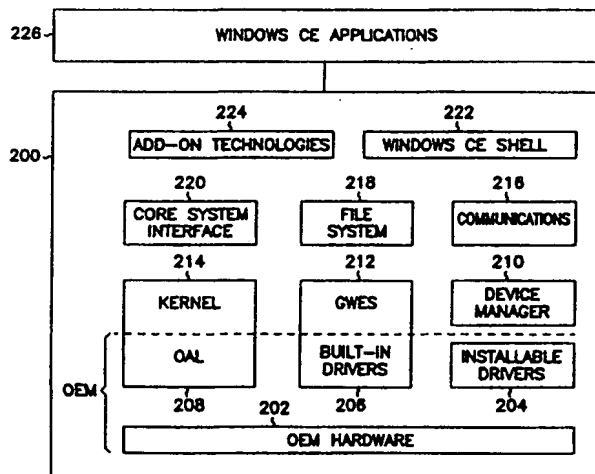 226
WINDOWS CE APPLICATIONS
200
224
222
ADD-ON TECHNOLOGIES
WINDOWS CE SHELL
220
218
216
CORE SYSTEM
INTERFACE
FILE
SYSTEM
COMMUNICATIONS
214
212
210
KERNEL
GWES
DEVICE
MANAGER
OAL
BUILT-IN
DRIVERS
INSTALLABLE
DRIVERS
OEM
208
202
206
204
OEM HARDWARE